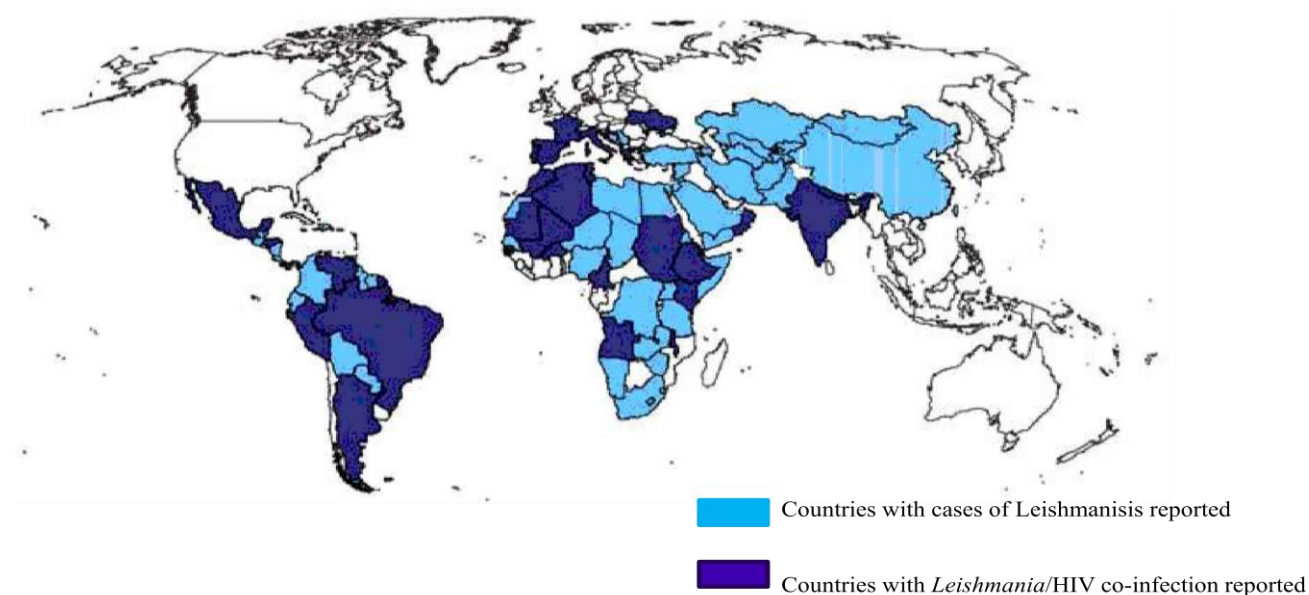 Countries with cases of Leishmanisis reported
Countries with Leishmania/HIV co-infection reported